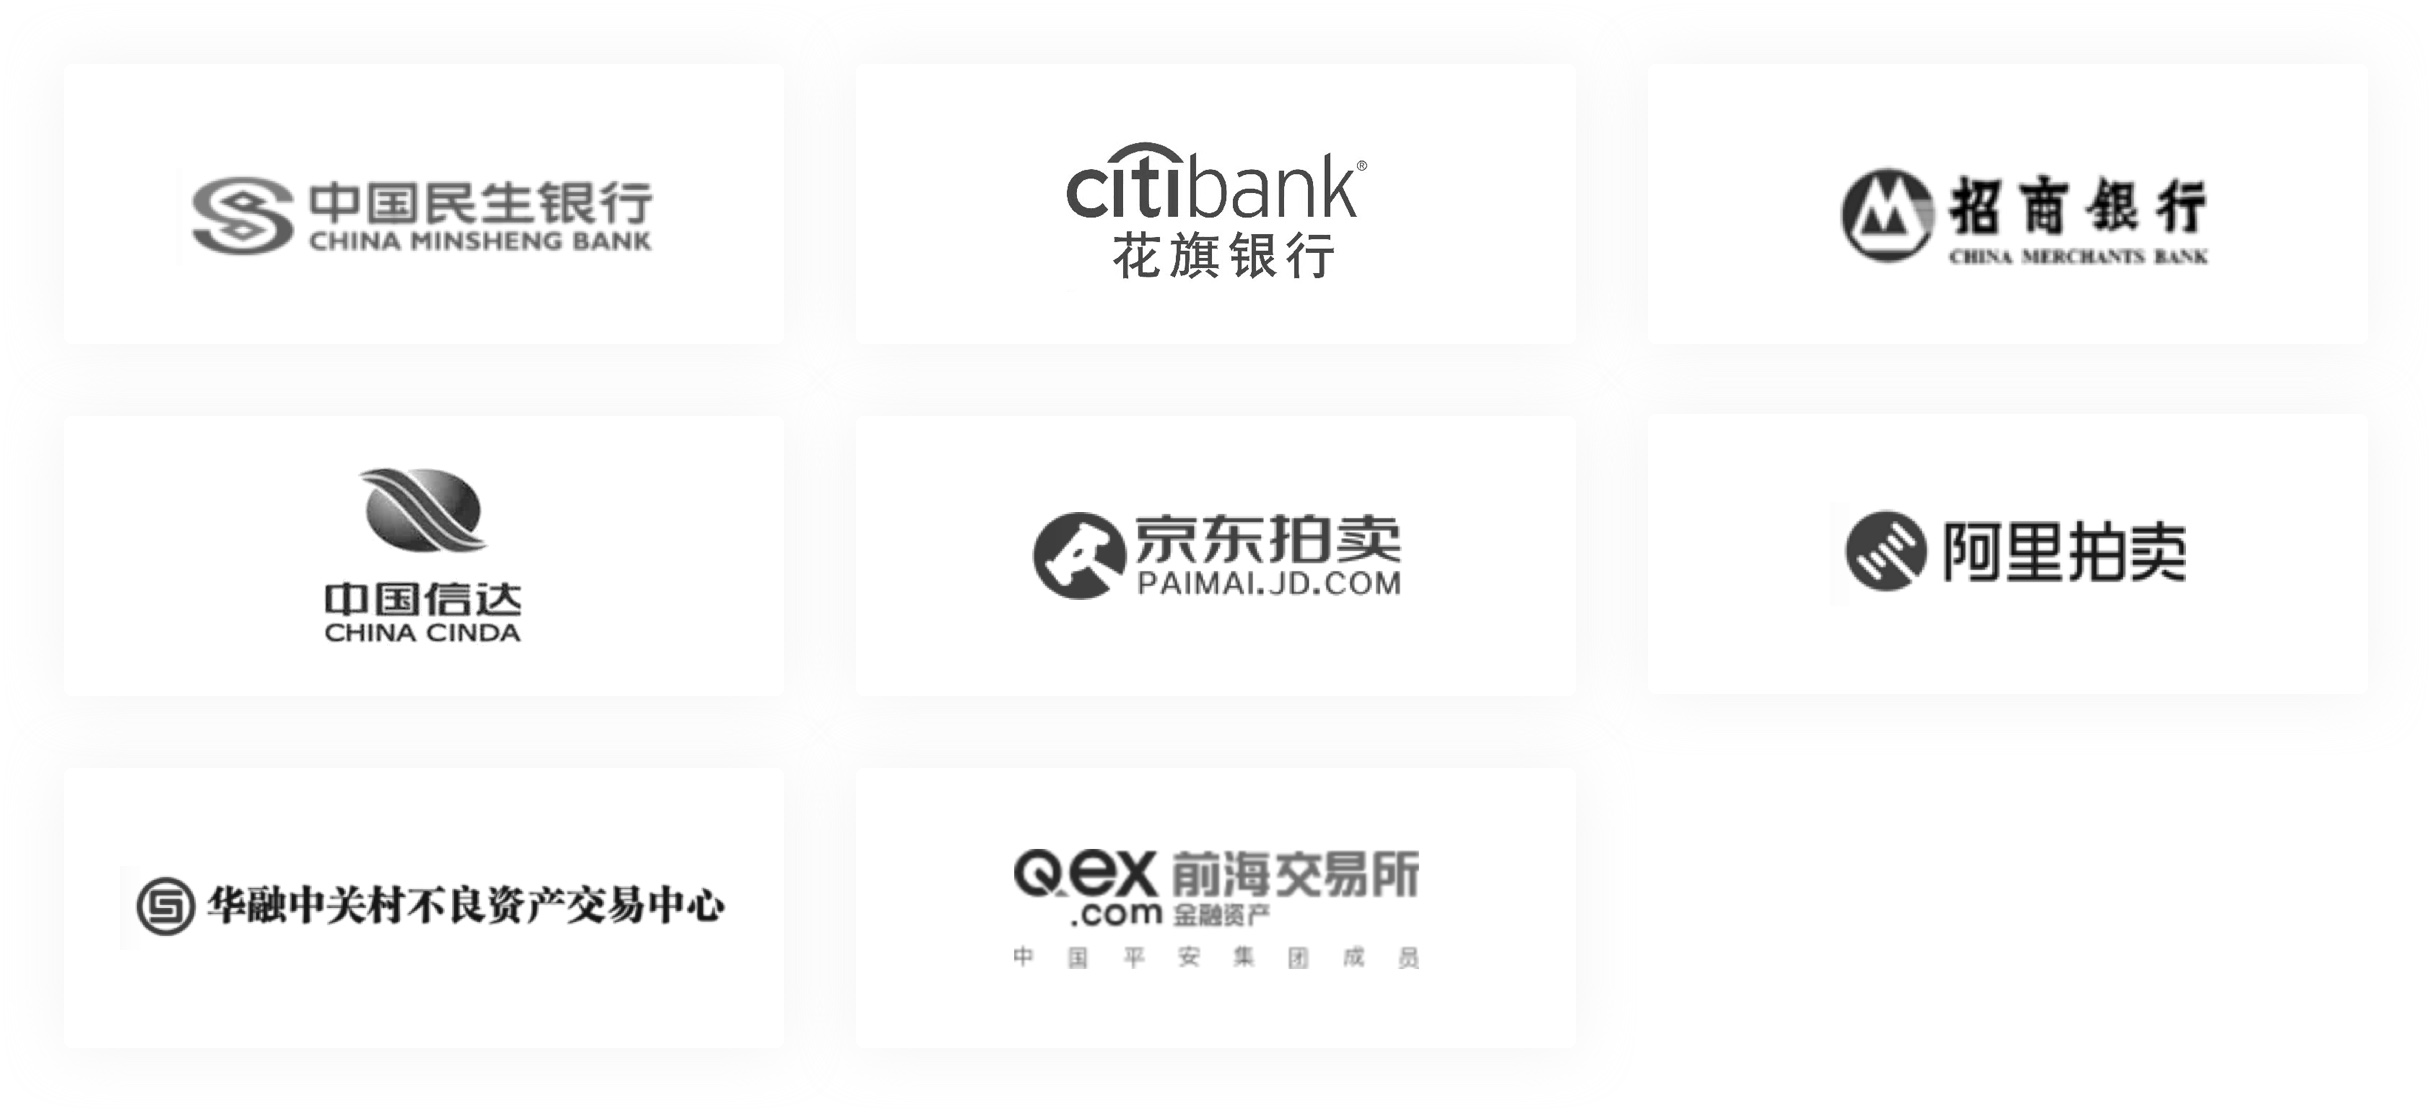 中国民生银行
CHINA MINSHENG BANK
citibank®
花旗银行
招商银行
CHINA MERCHANTS BANK
中国信达
CHINA CINDA
京东拍卖
PAIMAI.JD.COM
阿里拍卖
华融中关村不良资产交易中心
Qex 前海交易所
.com 金融资产
中国平安集团成员